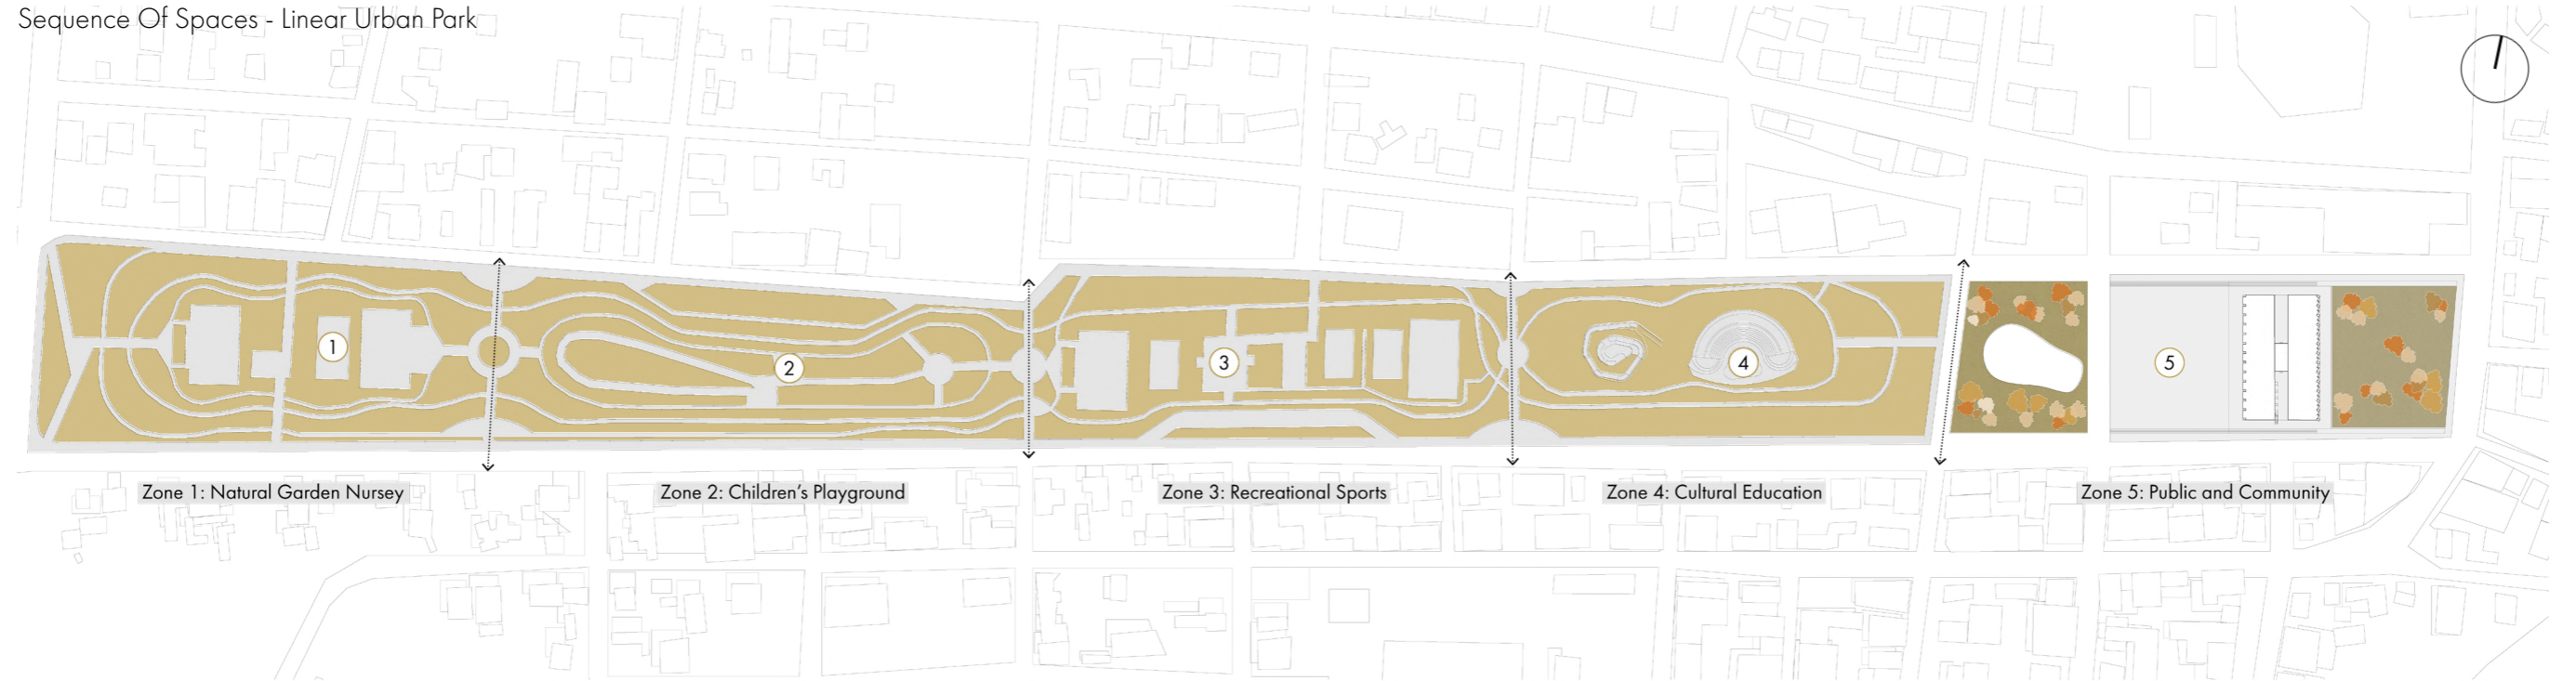 Sequence Of Spaces - Linear Urban Park
1
2
3
4
5
Zone 1: Natural Garden Nursey
Zone 2: Children's Playground
Zone 3: Recreational Sports
Zone 4: Cultural Education
Zone 5: Public and Community